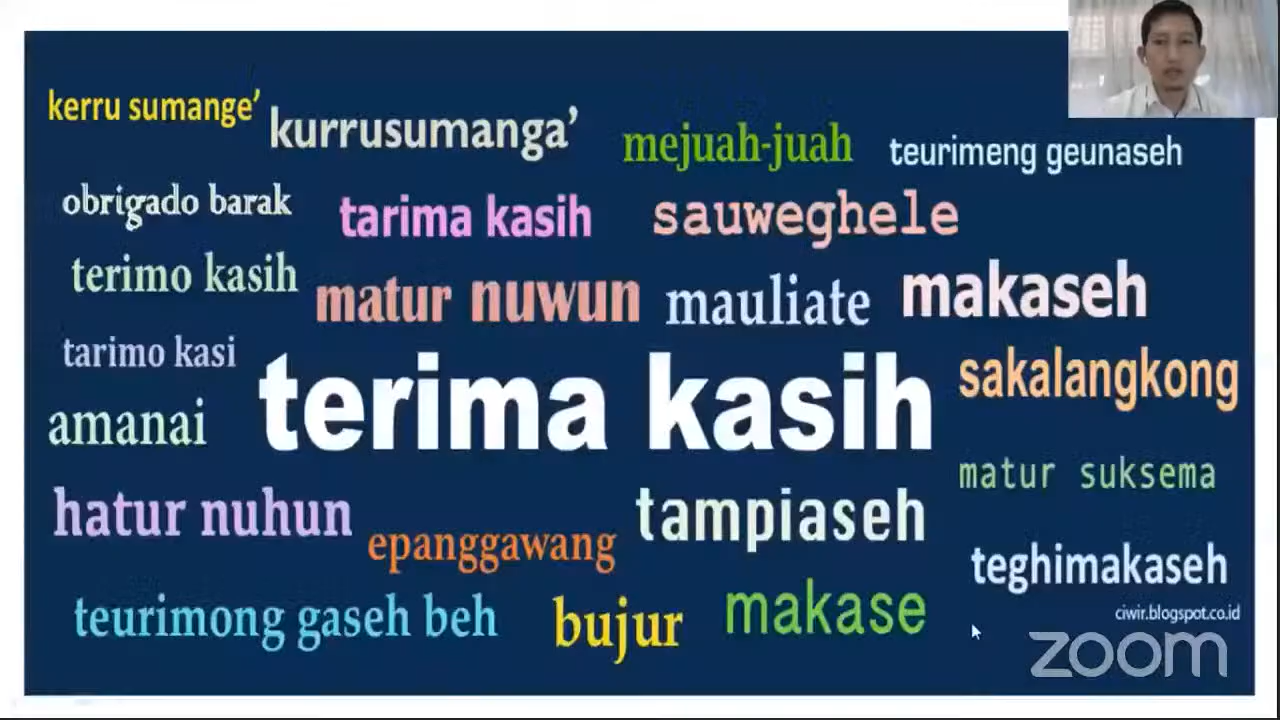 kerru sumange’
kurrusumanga’
mejuah-juah
teurimeng geunaseh
obrigado barak
tarima kasih
sauweghele
terimo kasih
matur nuwun
mauliate
makaseh
tarimo kasi
terima kasih
sakalangkong
amanai
matur suksema
hatur nuhun
epanggawang
tampiaseh
teghimakaseh
teurimong gaseh beh
bujur
makase
ciwir.blogspot.co.id
zoom